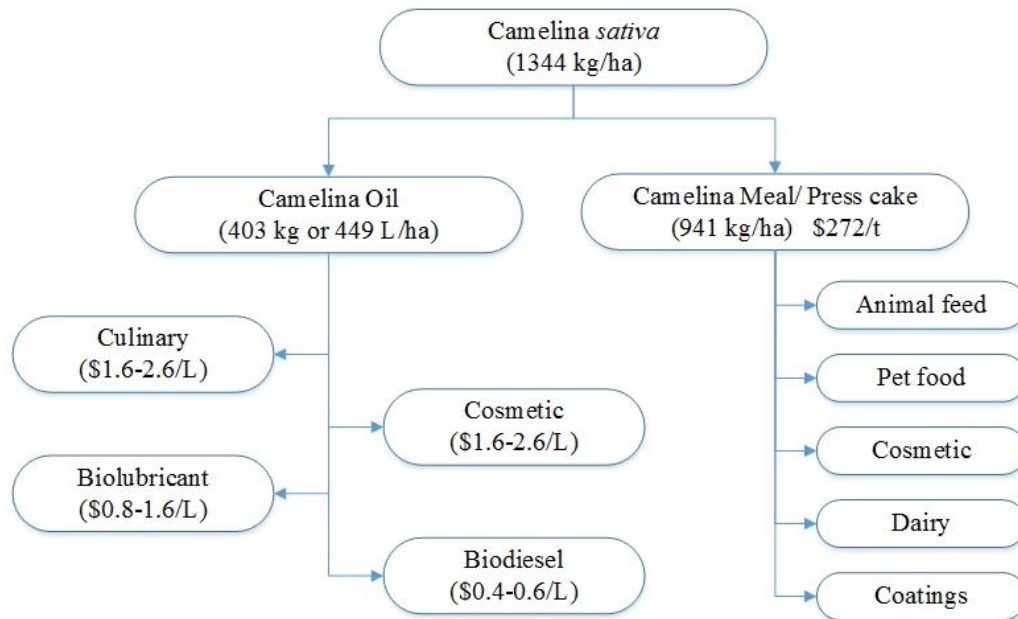 Camelina sativa
(1344 kg/ha)
Camelina Oil
(403 kg or 449 L/ha)
Camelina Meal/ Press cake
(941 kg/ha) $272/t
Culinary
($1.6-2.6/L)
Cosmetic
($1.6-2.6/L)
Biolubricant
($0.8-1.6/L)
Biodiesel
($0.4-0.6/L)
Animal feed
Pet food
Cosmetic
Dairy
Coatings